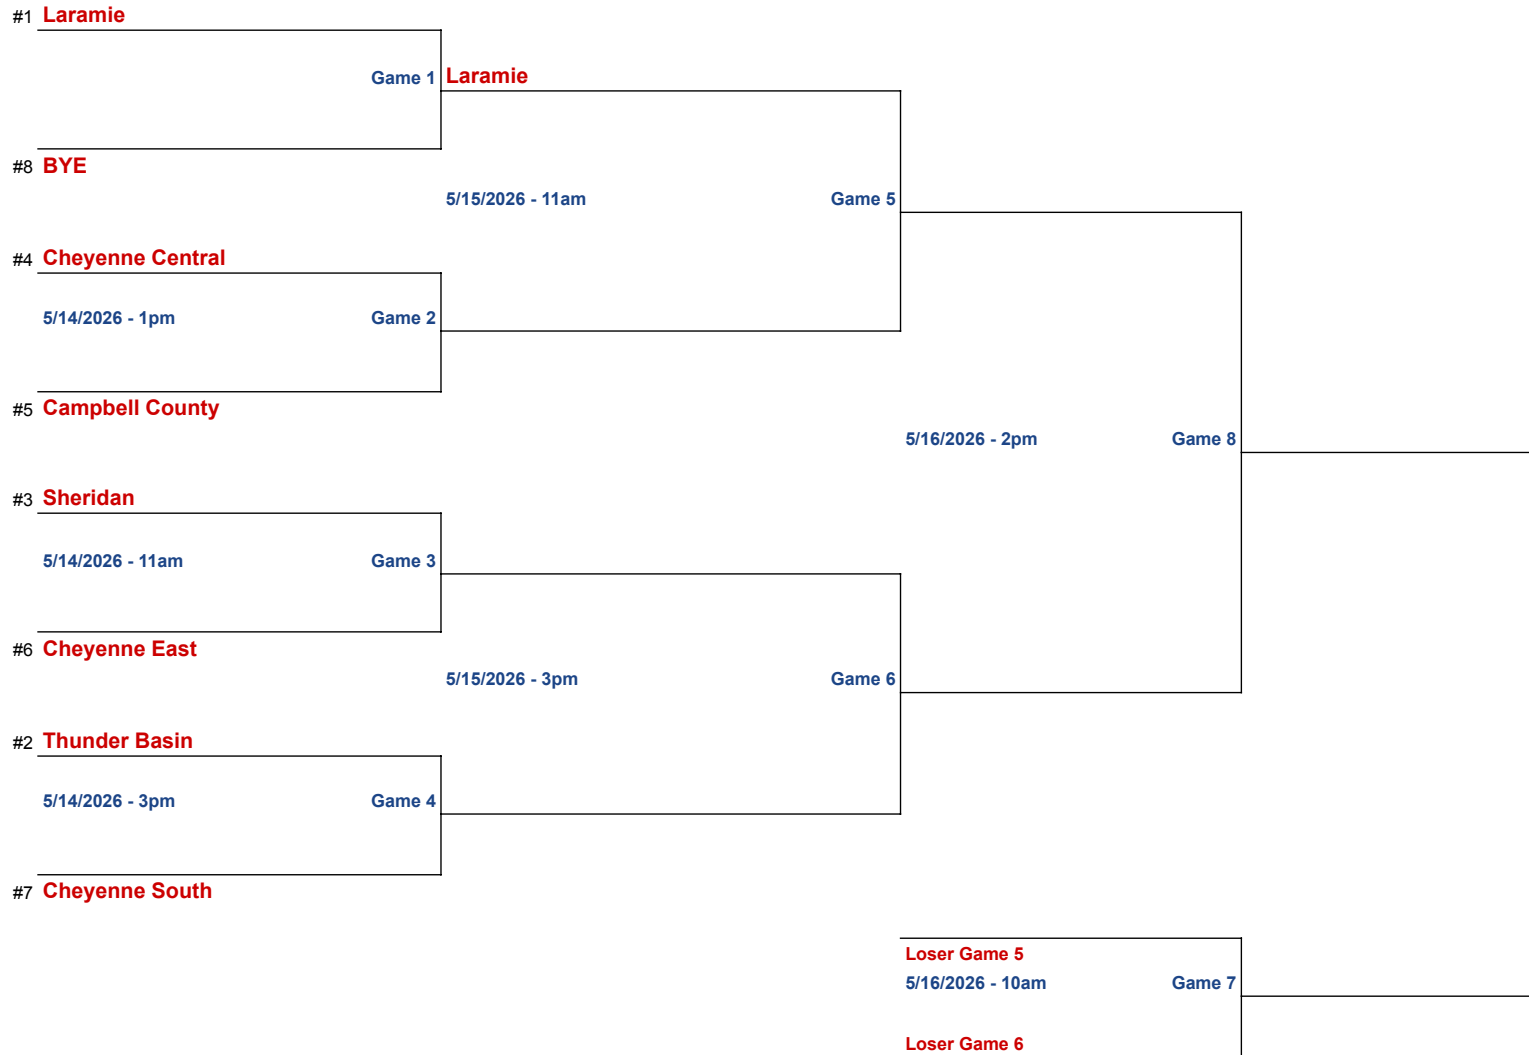 #1 Laramie
Game 1 Laramie
#8 BYE
5/15/2026 - 11am Game 5
#4 Cheyenne Central
5/14/2026 - 1pm Game 2
#5 Campbell County
5/16/2026 - 2pm Game 8
#3 Sheridan
5/14/2026 - 11am Game 3
#6 Cheyenne East
5/15/2026 - 3pm Game 6
#2 Thunder Basin
5/14/2026 - 3pm Game 4
#7 Cheyenne South
Loser Game 5
5/16/2026 - 10am Game 7
Loser Game 6